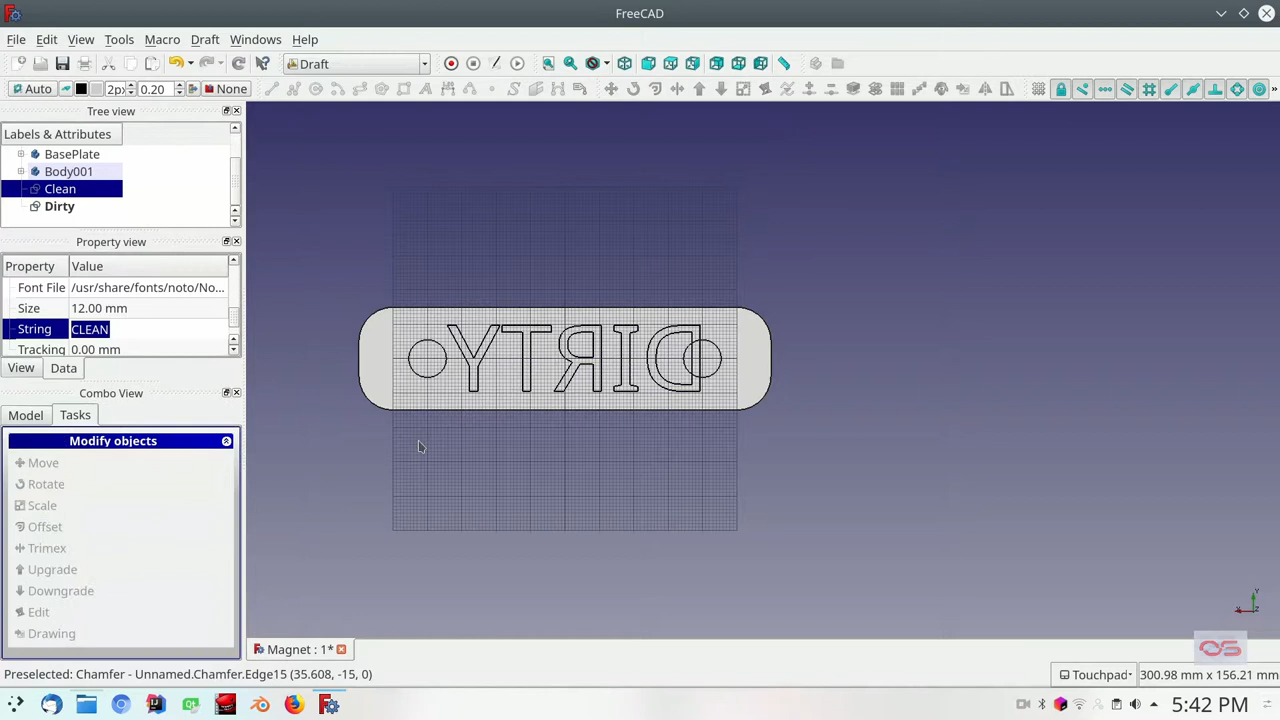 FreeCAD
File Edit View Tools Macro Draft Windows Help
Draft
Auto 2px 0.20 None
Tree view
Labels & Attributes
BasePlate
Body001
Clean
Dirty
Property view
Property Value
Font File /usr/share/fonts/noto/No...
Size 12.00 mm
String CLEAN
Tracking 0.00 mm
View Data
Combo View
Model Tasks
Modify objects
Move
Rotate
Scale
Offset
Trimex
Upgrade
Downgrade
Edit
Drawing
DIRTY
Y
X
Z
Magnet : 1*
OS
Preselected: Chamfer - Unnamed.Chamfer.Edge15 (35.608, -15, 0)
Touchpad 300.98 mm x 156.21 mm
5:42 PM